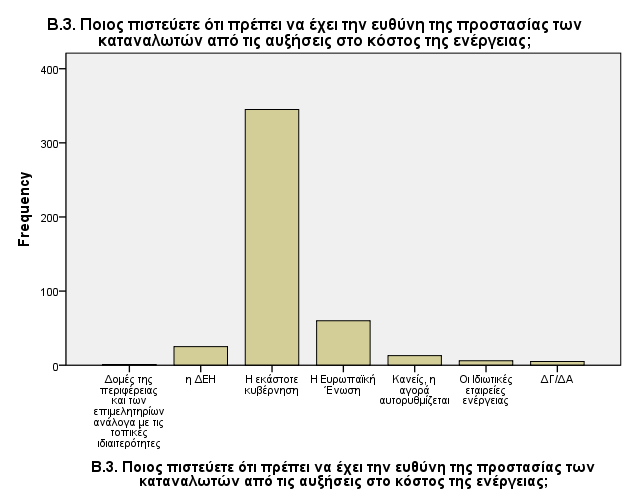 Β.3. Ποιος πιστεύετε ότι πρέπει να έχει την ευθύνη της προστασίας των
καταναλωτών από τις αυξήσεις στο κόστος της ενέργειας;
400
300
200
100
0
Frequency
Δομές της
περιφέρειας
και των
επιμελητηρίων
ανάλογα με τις
τοπικές
ιδιαιτερότητες
η ΔΕΗ
Η εκάστοτε
κυβέρνηση
Η Ευρωπαϊκή
Ένωση
Κανείς, η
αγορά
αυτορυθμίζεται
Οι Ιδιωτικές
εταιρείες
ενέργειας
ΔΓ/ΔΑ
Β.3. Ποιος πιστεύετε ότι πρέπει να έχει την ευθύνη της προστασίας των
καταναλωτών από τις αυξήσεις στο κόστος της ενέργειας;